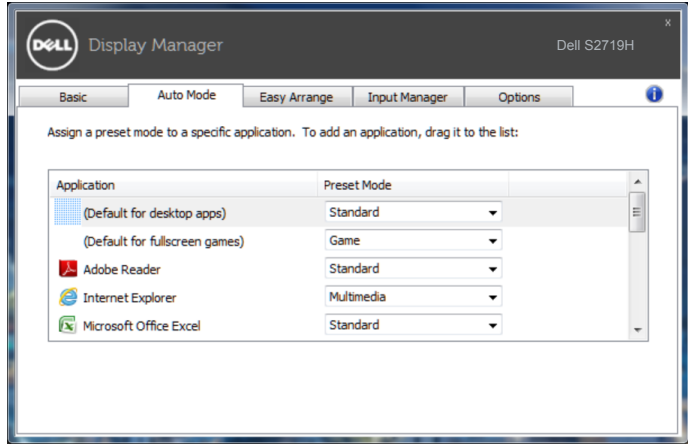 DELL Display Manager Dell S2719H x
Basic Auto Mode Easy Arrange Input Manager Options i
Assign a preset mode to a specific application. To add an application, drag it to the list:
Application Preset Mode
(Default for desktop apps) Standard
(Default for fullscreen games) Game
Adobe Reader Standard
Internet Explorer Multimedia
Microsoft Office Excel Standard